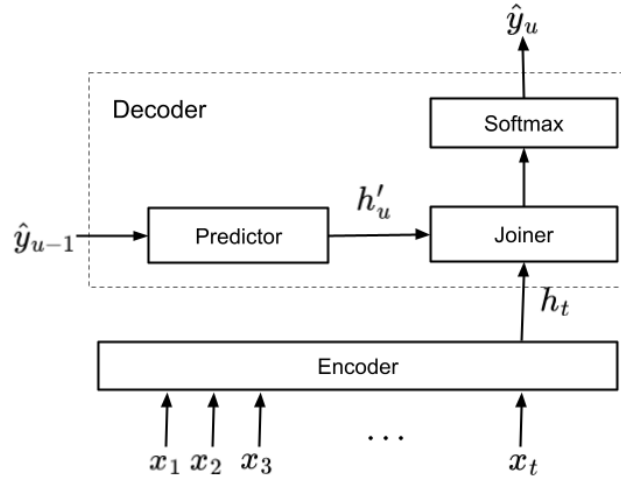 ŷ_u
Decoder
Softmax
h′_u
ŷ_{u−1}
Predictor
Joiner
h_t
Encoder
x_1 x_2 x_3 … x_t